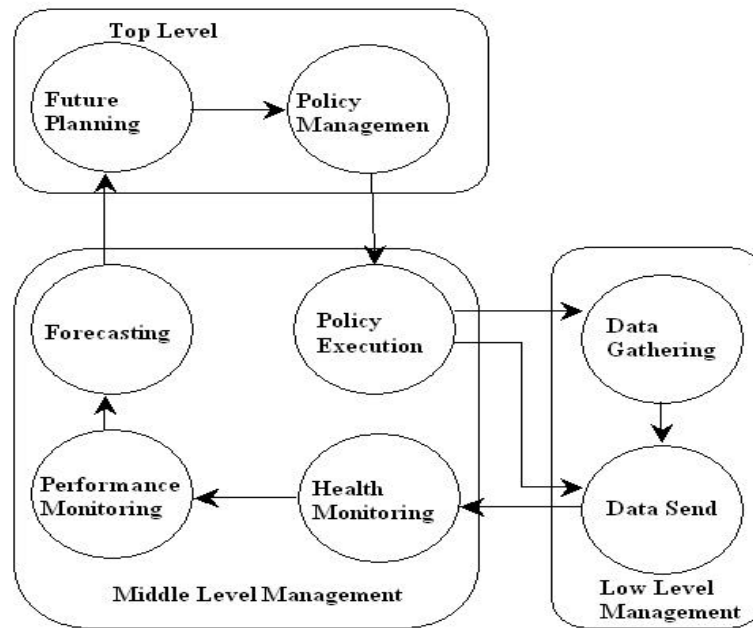 Top Level
Future
Planning
Policy
Managemen
Forecasting
Policy
Execution
Data
Gathering
Performance
Monitoring
Health
Monitoring
Data Send
Middle Level Management
Low Level
Management